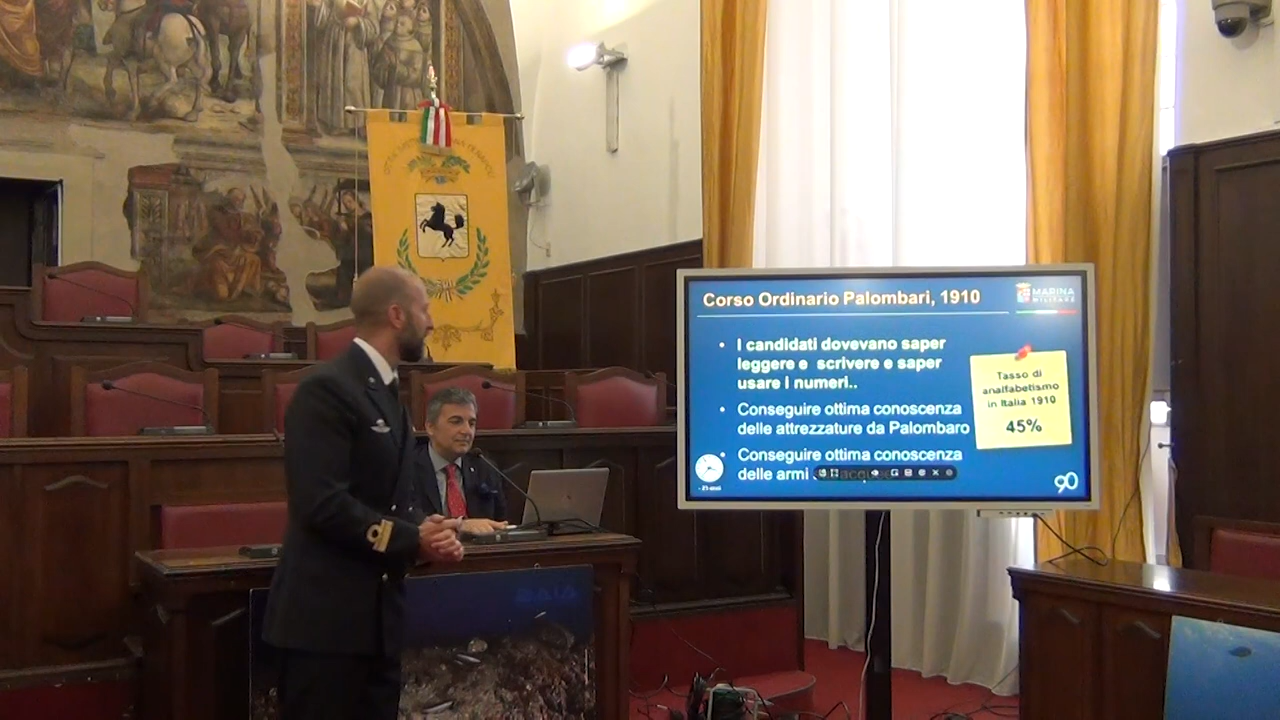 Corso Ordinario Palombari, 1910
MARINA
MILITARE
• I candidati dovevano saper
leggere e scrivere e saper
usare I numeri..
• Conseguire ottima conoscenza
delle attrezzature da Palombaro
• Conseguire ottima conoscenza
delle armi
Tasso di
analfabetismo
in Italia 1910
45%
90
BAIA